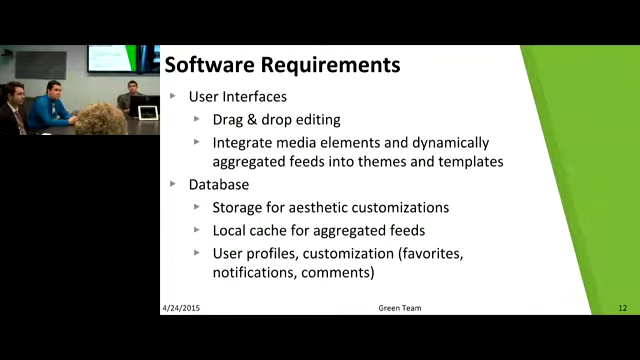 Software Requirements
User Interfaces
Drag & drop editing
Integrate media elements and dynamically
aggregated feeds into themes and templates
Database
Storage for aesthetic customizations
Local cache for aggregated feeds
User profiles, customization (favorites,
notifications, comments)
4/24/2015 Green Team 12